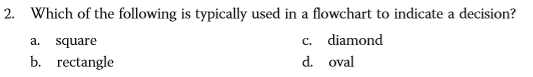 2. Which of the following is typically used in a flowchart to indicate a decision?
a. square c. diamond
b. rectangle d. oval